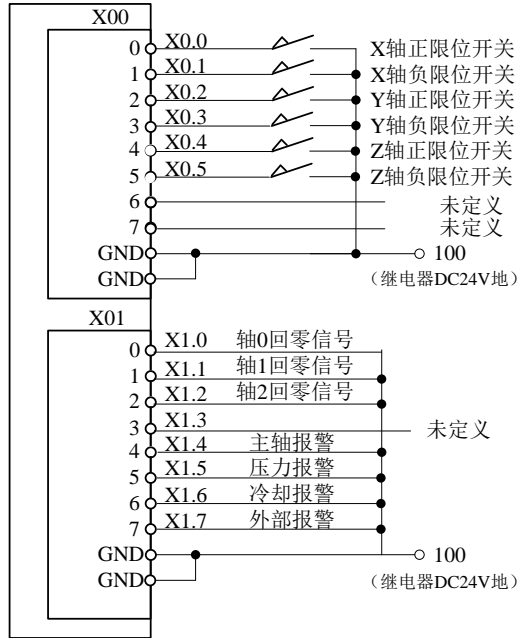 X00
0 X0.0 X轴正限位开关
1 X0.1 X轴负限位开关
2 X0.2 Y轴正限位开关
3 X0.3 Y轴负限位开关
4 X0.4 Z轴正限位开关
5 X0.5 Z轴负限位开关
6 未定义
7 未定义
GND 100
GND (继电器DC24V地)
X01
0 X1.0 轴0回零信号
1 X1.1 轴1回零信号
2 X1.2 轴2回零信号
3 X1.3 未定义
4 X1.4 主轴报警
5 X1.5 压力报警
6 X1.6 冷却报警
7 X1.7 外部报警
GND 100
GND (继电器DC24V地)